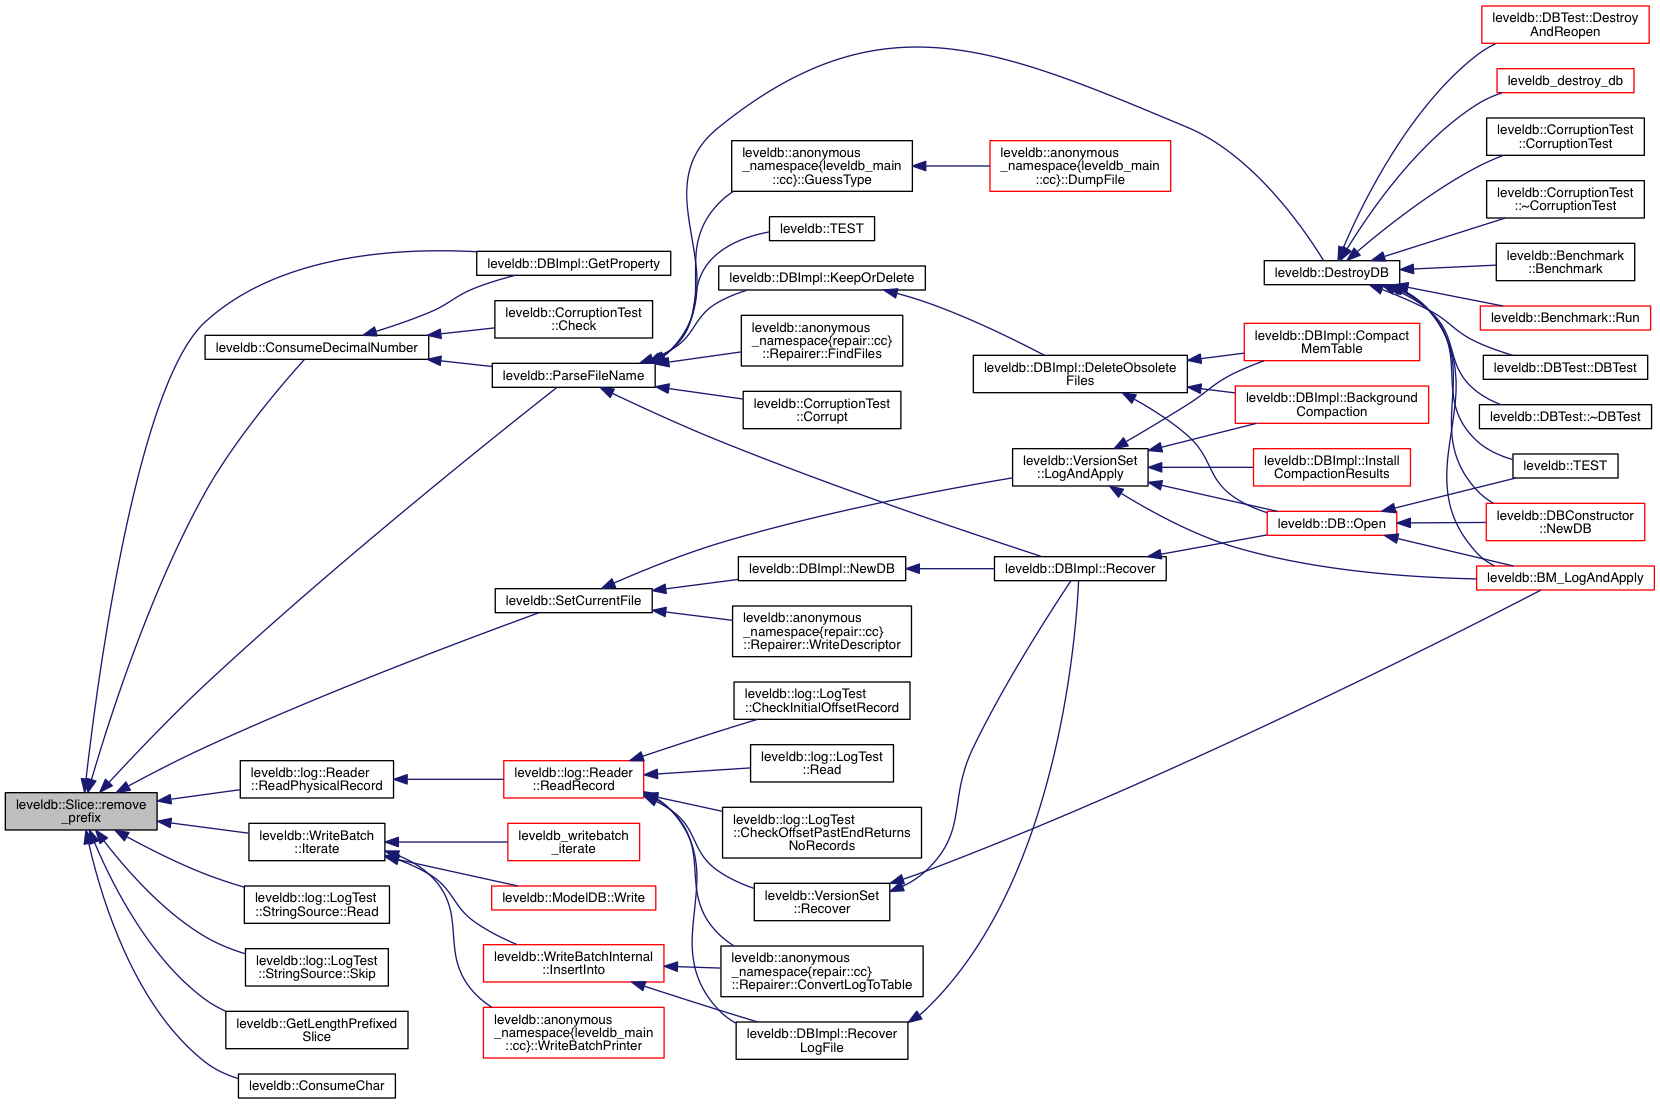 leveldb::Slice::remove
_prefix
leveldb::DBImpl::GetProperty
leveldb::ConsumeDecimalNumber
leveldb::CorruptionTest
::Check
leveldb::ParseFileName
leveldb::SetCurrentFile
leveldb::log::Reader
::ReadPhysicalRecord
leveldb::WriteBatch
::Iterate
leveldb::log::LogTest
::StringSource::Read
leveldb::log::LogTest
::StringSource::Skip
leveldb::GetLengthPrefixed
Slice
leveldb::ConsumeChar
leveldb::log::Reader
::ReadRecord
leveldb_writebatch
_iterate
leveldb::ModelDB::Write
leveldb::WriteBatchInternal
::InsertInto
leveldb::anonymous
_namespace{leveldb_main
::cc}::WriteBatchPrinter
leveldb::anonymous
_namespace{leveldb_main
::cc}::GuessType
leveldb::TEST
leveldb::DBImpl::KeepOrDelete
leveldb::anonymous
_namespace{repair::cc}
::Repairer::FindFiles
leveldb::CorruptionTest
::Corrupt
leveldb::DBImpl::NewDB
leveldb::anonymous
_namespace{repair::cc}
::Repairer::WriteDescriptor
leveldb::log::LogTest
::CheckInitialOffsetRecord
leveldb::log::LogTest
::Read
leveldb::log::LogTest
::CheckOffsetPastEndReturns
NoRecords
leveldb::VersionSet
::Recover
leveldb::anonymous
_namespace{repair::cc}
::Repairer::ConvertLogToTable
leveldb::DBImpl::Recover
LogFile
leveldb::anonymous
_namespace{leveldb_main
::cc}::DumpFile
leveldb::DBImpl::DeleteObsolete
Files
leveldb::VersionSet
::LogAndApply
leveldb::DBImpl::Recover
leveldb::DestroyDB
leveldb::DBImpl::Compact
MemTable
leveldb::DBImpl::Background
Compaction
leveldb::DBImpl::Install
CompactionResults
leveldb::DB::Open
leveldb::DBTest::Destroy
AndReopen
leveldb_destroy_db
leveldb::CorruptionTest
::CorruptionTest
leveldb::CorruptionTest
::~CorruptionTest
leveldb::Benchmark
::Benchmark
leveldb::Benchmark::Run
leveldb::DBTest::DBTest
leveldb::DBTest::~DBTest
leveldb::TEST
leveldb::DBConstructor
::NewDB
leveldb::BM_LogAndApply